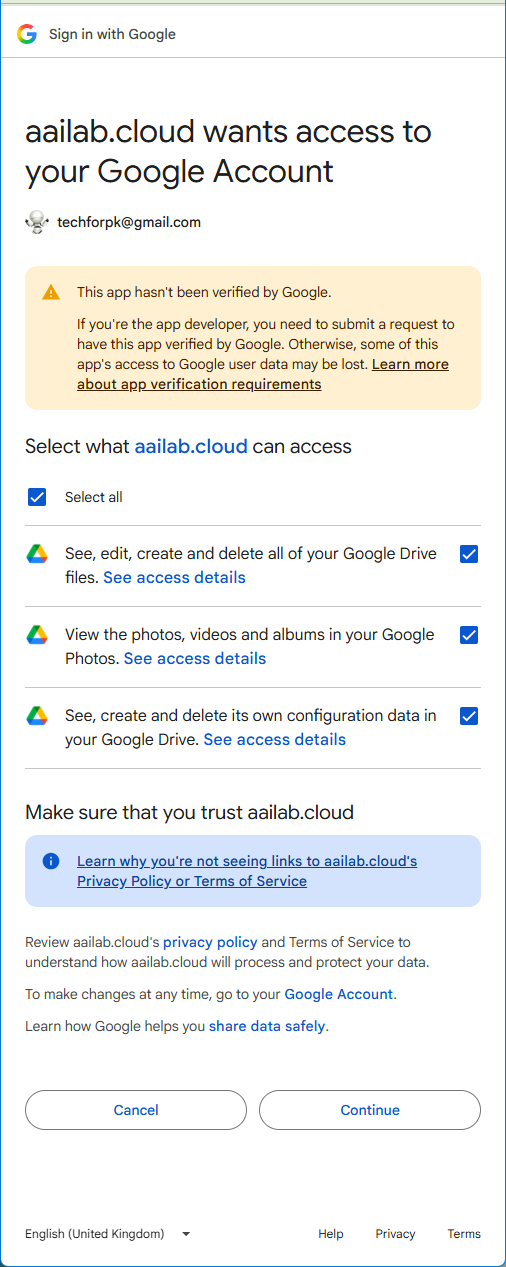 Sign in with Google
aailab.cloud wants access to
your Google Account
techforpk@gmail.com
This app hasn't been verified by Google.
If you're the app developer, you need to submit a request to
have this app verified by Google. Otherwise, some of this
app's access to Google user data may be lost. Learn more
about app verification requirements
Select what aailab.cloud can access
Select all
See, edit, create and delete all of your Google Drive
files. See access details
View the photos, videos and albums in your Google
Photos. See access details
See, create and delete its own configuration data in
your Google Drive. See access details
Make sure that you trust aailab.cloud
Learn why you're not seeing links to aailab.cloud's
Privacy Policy or Terms of Service
Review aailab.cloud's privacy policy and Terms of Service to
understand how aailab.cloud will process and protect your data.
To make changes at any time, go to your Google Account.
Learn how Google helps you share data safely.
Cancel Continue
English (United Kingdom) Help Privacy Terms